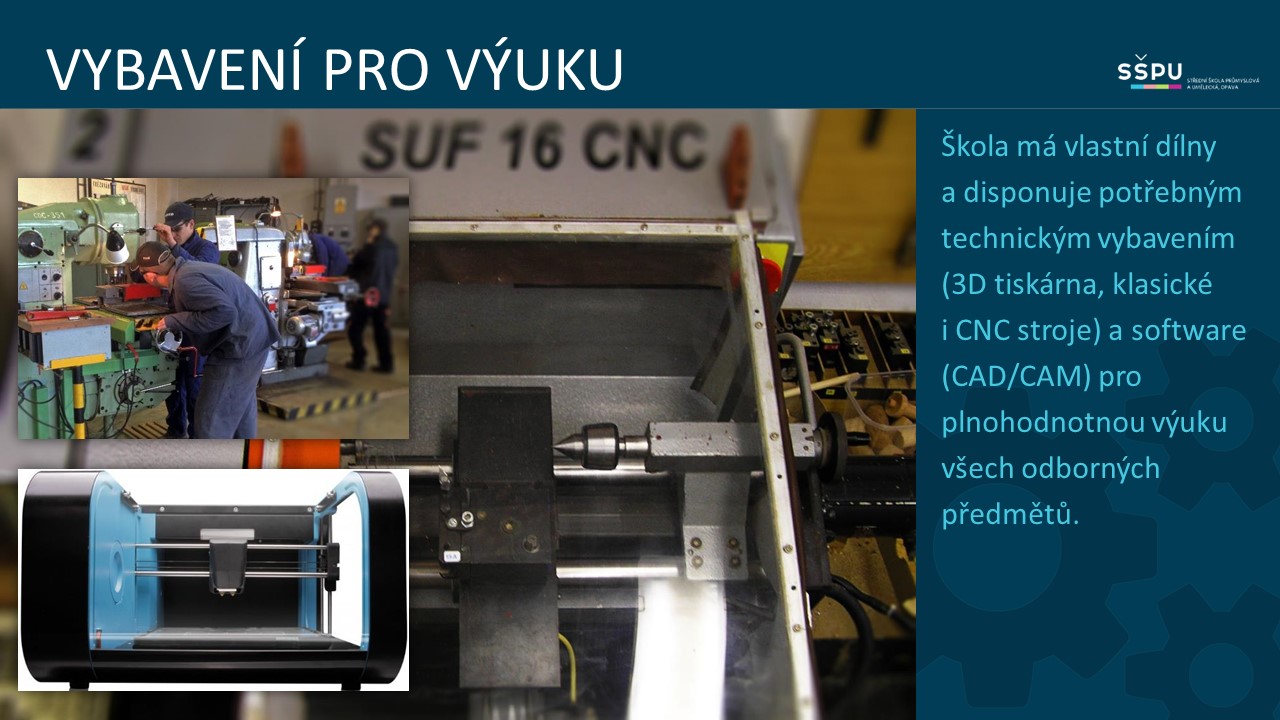 VYBAVENÍ PRO VÝUKU
SŠPU
STŘEDNÍ ŠKOLA PRŮMYSLOVÁ
A UMĚLECKÁ, OPAVA
2
SUF 16 CNC
Škola má vlastní dílny
a disponuje potřebným
technickým vybavením
(3D tiskárna, klasické
i CNC stroje) a software
(CAD/CAM) pro
plnohodnotnou výuku
všech odborných
předmětů.